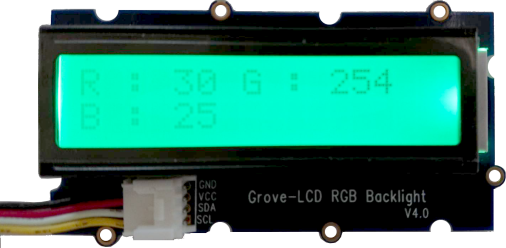 R : 30 G : 254
B : 25
GND
VCC
SDA
SCL
Grove-LCD RGB Backlight
V4.0